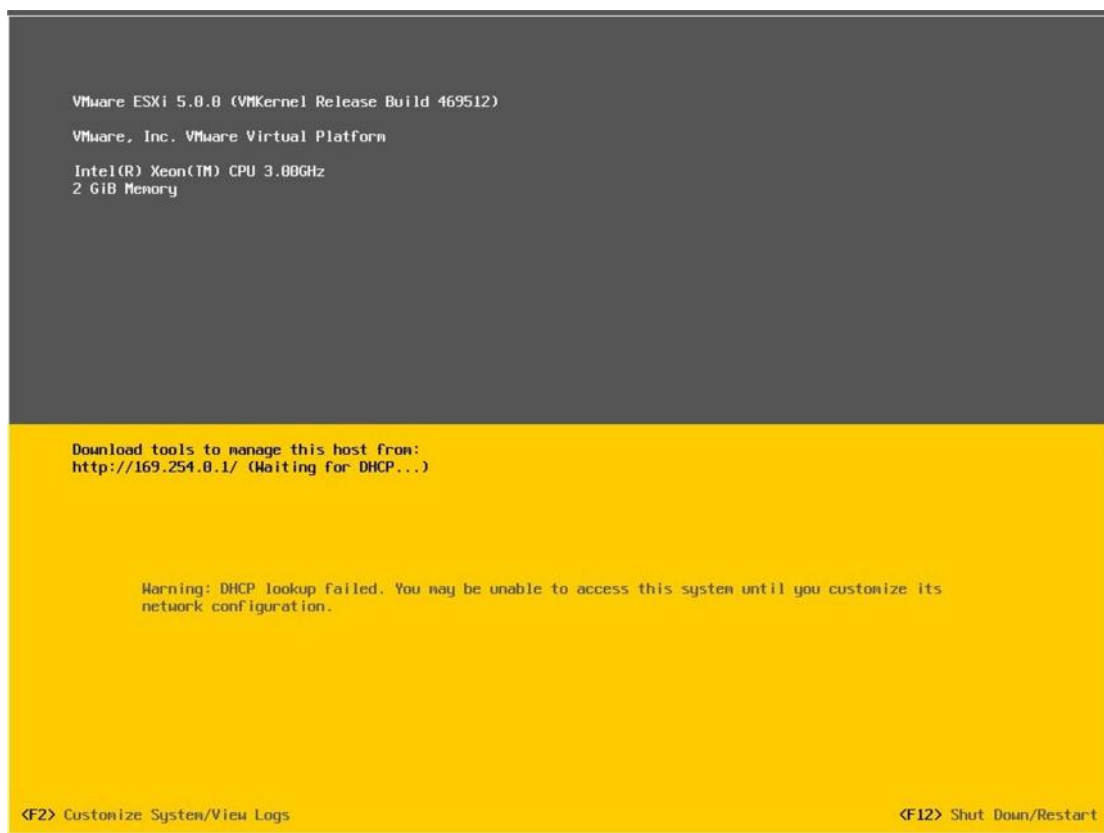 VMware ESXi 5.0.0 (VMKernel Release Build 469512)
VMware, Inc. VMware Virtual Platform
Intel(R) Xeon(TM) CPU 3.00GHz
2 GiB Memory
Download tools to manage this host from:
http://169.254.0.1/ (Waiting for DHCP...)
Warning: DHCP lookup failed. You may be unable to access this system until you customize its
network configuration.
<F2> Customize System/View Logs
<F12> Shut Down/Restart